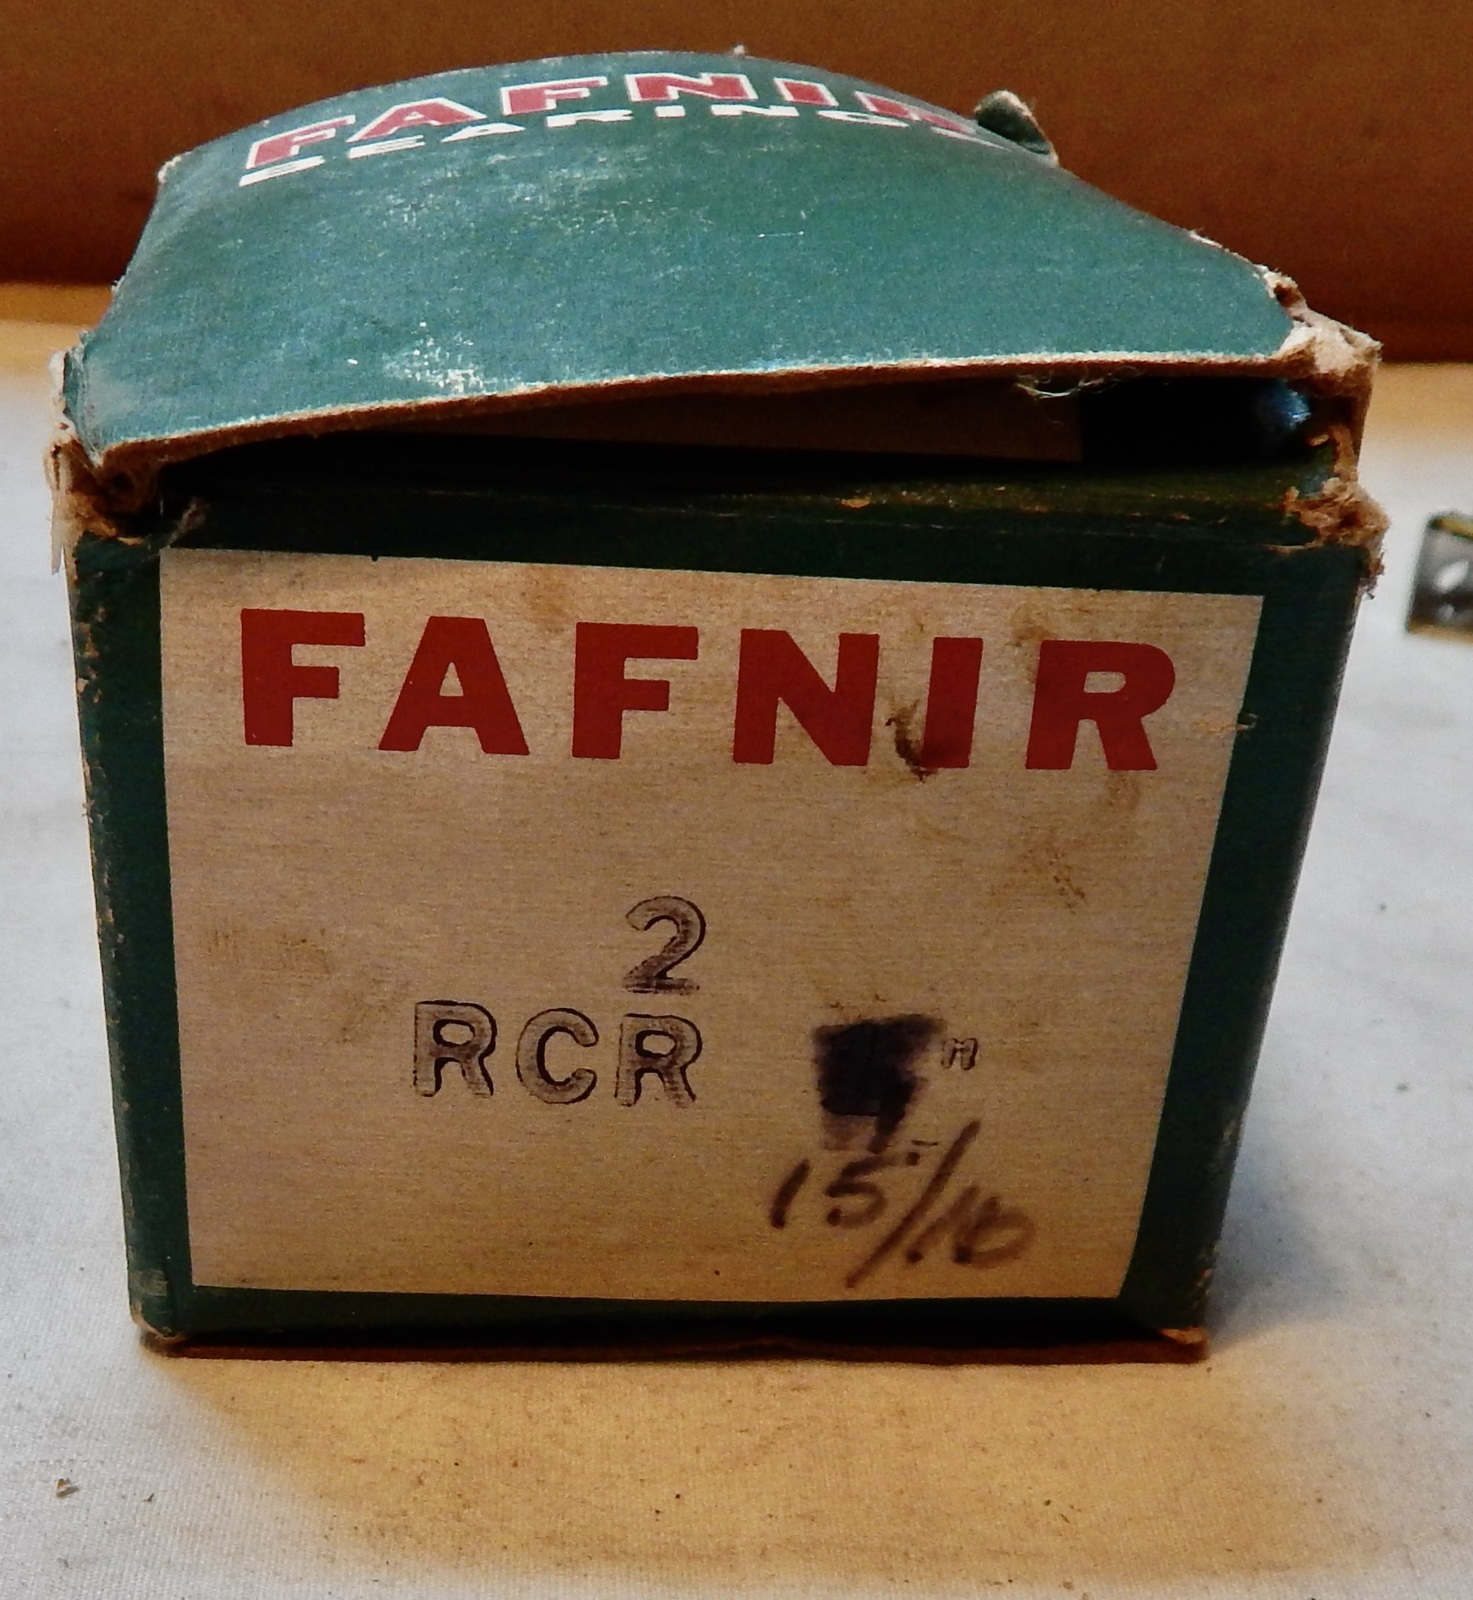 FAFNIR
BEARINGS
FAFNIR
2
RCR "
15/16